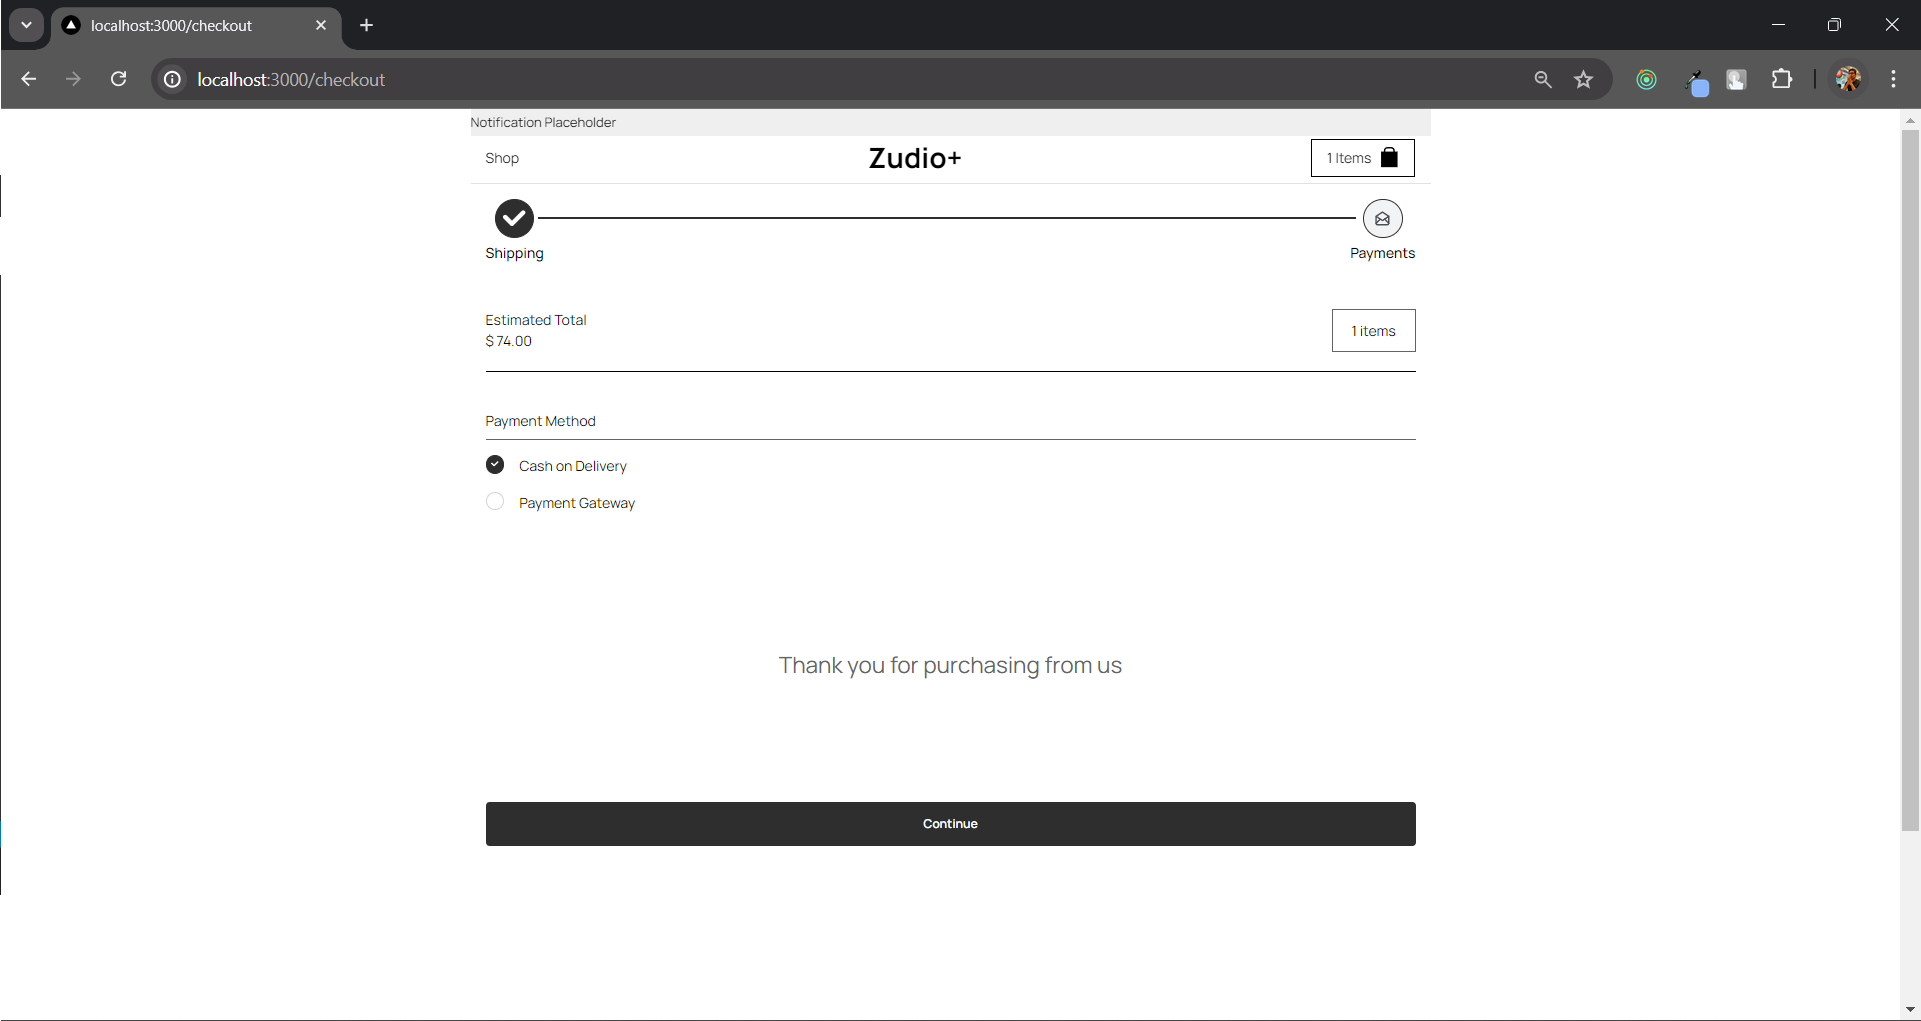 localhost:3000/checkout
localhost:3000/checkout
Notification Placeholder
Shop
Zudio+
1 Items
Shipping
Payments
Estimated Total
$ 74.00
1 items
Payment Method
Cash on Delivery
Payment Gateway
Thank you for purchasing from us
Continue